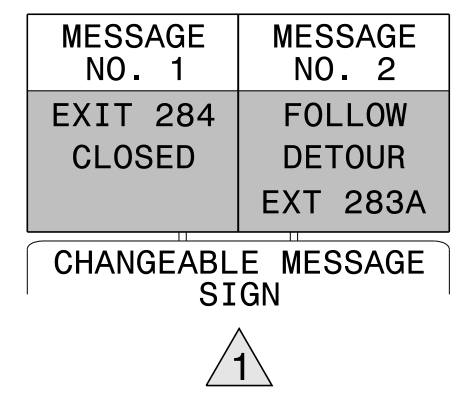 MESSAGE
NO. 1
MESSAGE
NO. 2
EXIT 284
CLOSED
FOLLOW
DETOUR
EXT 283A
CHANGEABLE MESSAGE
SIGN
1